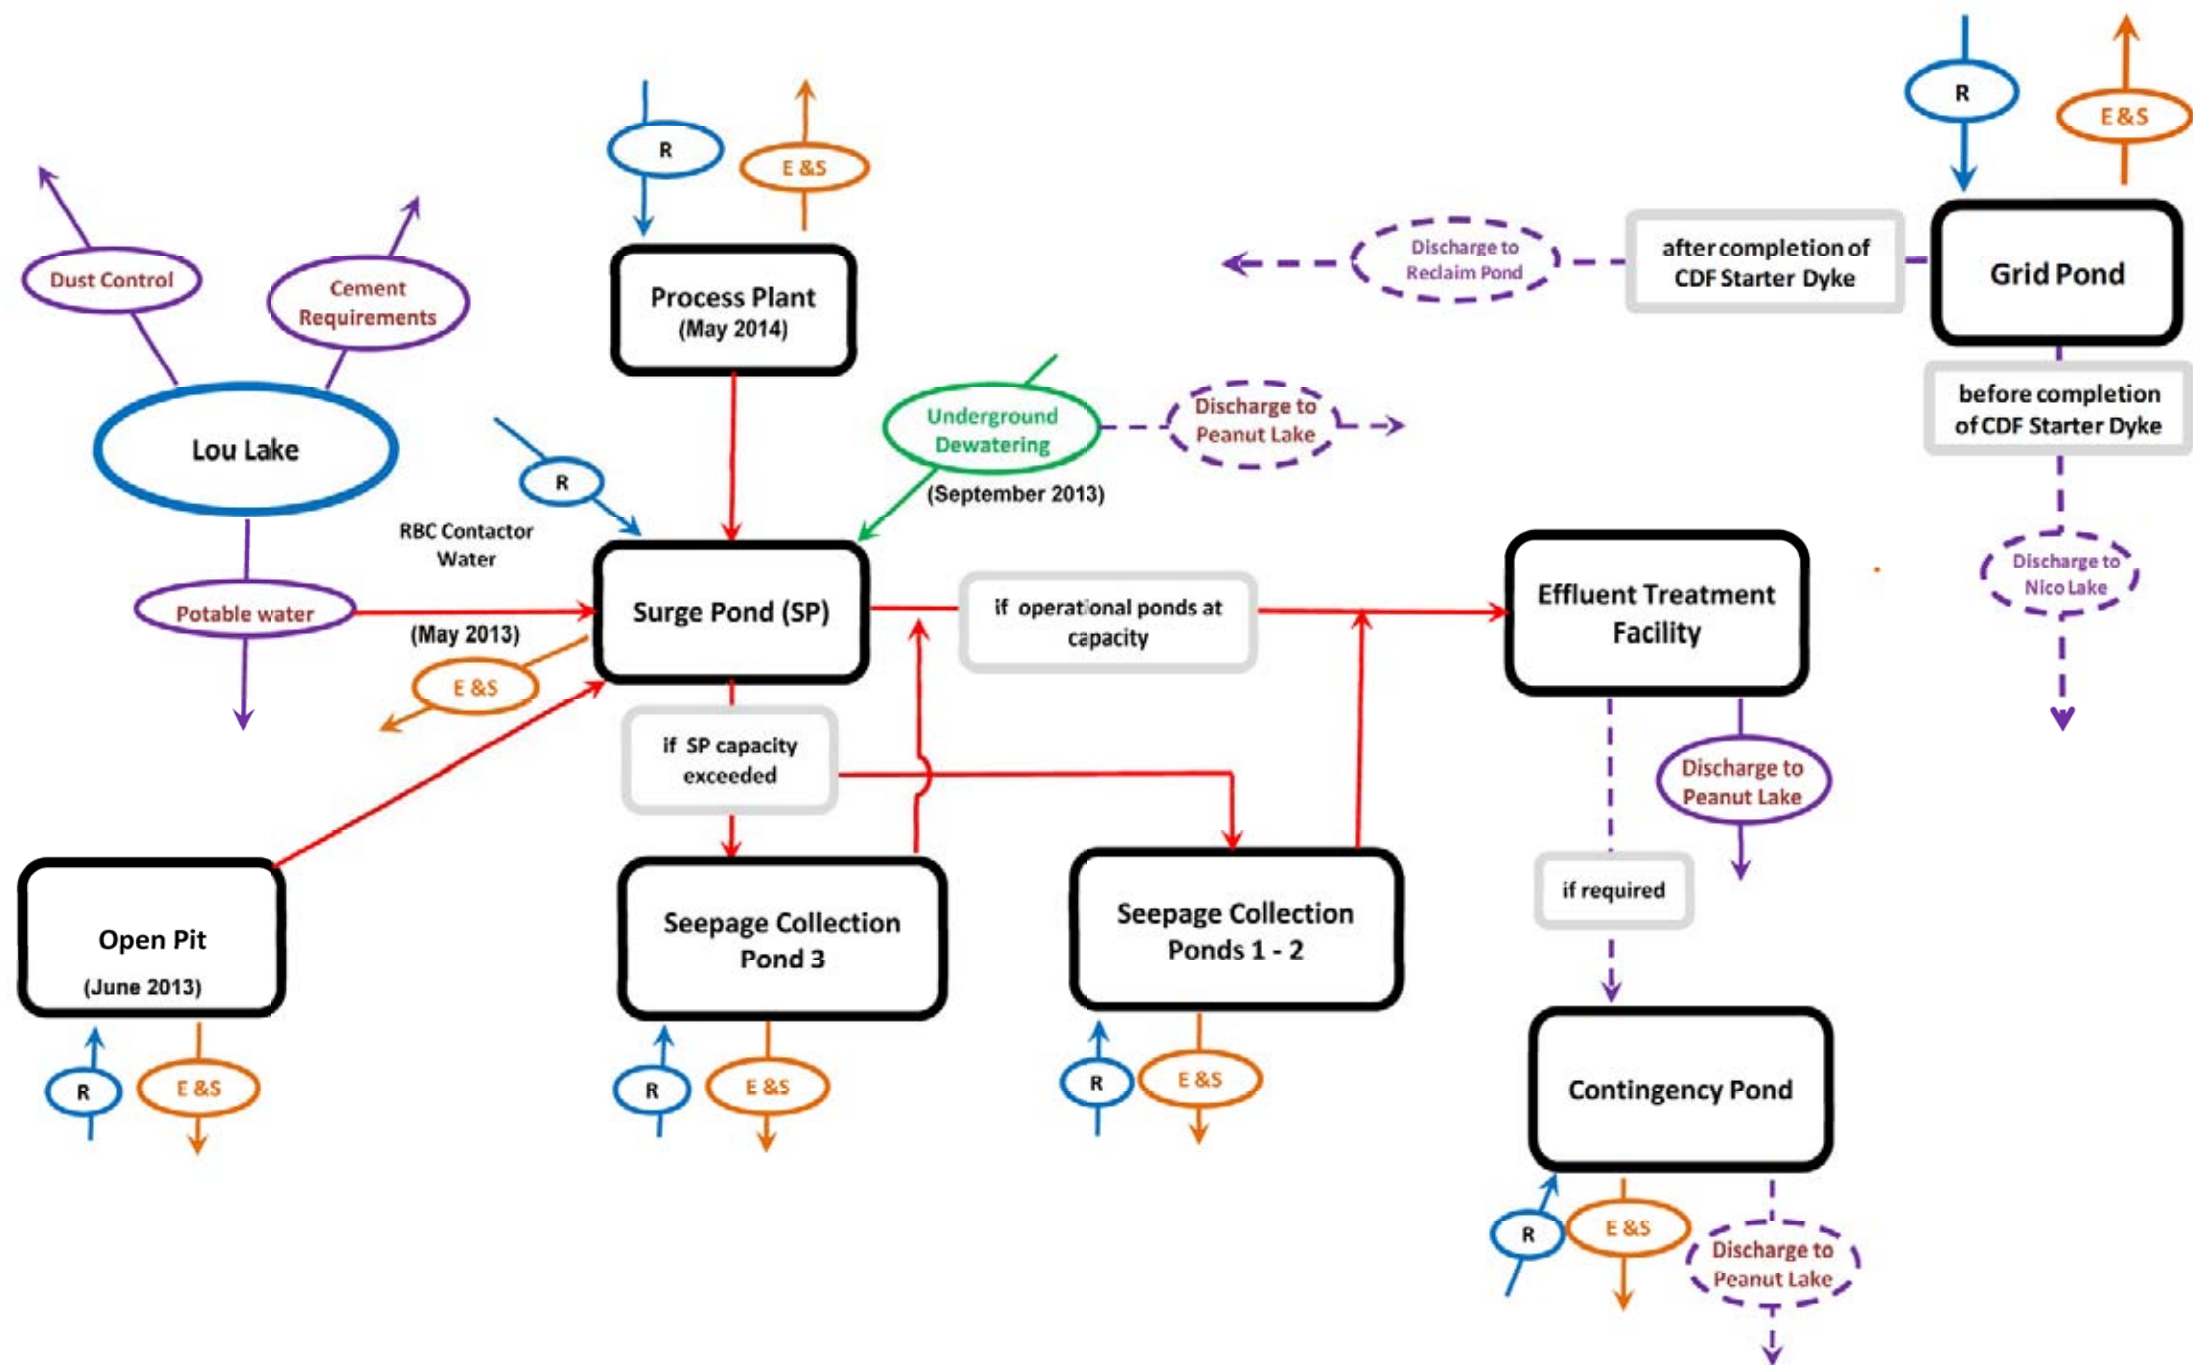 R
E &S
R
E &S
Dust Control
Cement
Requirements
Process Plant
(May 2014)
Discharge to
Reclaim Pond
after completion of
CDF Starter Dyke
Grid Pond
before completion
of CDF Starter Dyke
Lou Lake
Underground
Dewatering
(September 2013)
Discharge to
Peanut Lake
R
RBC Contactor
Water
Potable water
(May 2013)
E &S
Surge Pond (SP)
if operational ponds at
capacity
Effluent Treatment
Facility
Discharge to
Nico Lake
if SP capacity
exceeded
Discharge to
Peanut Lake
if required
Open Pit
(June 2013)
Seepage Collection
Pond 3
Seepage Collection
Ponds 1 - 2
R
E &S
R
E &S
R
E &S
Contingency Pond
R
E &S
Discharge to
Peanut Lake